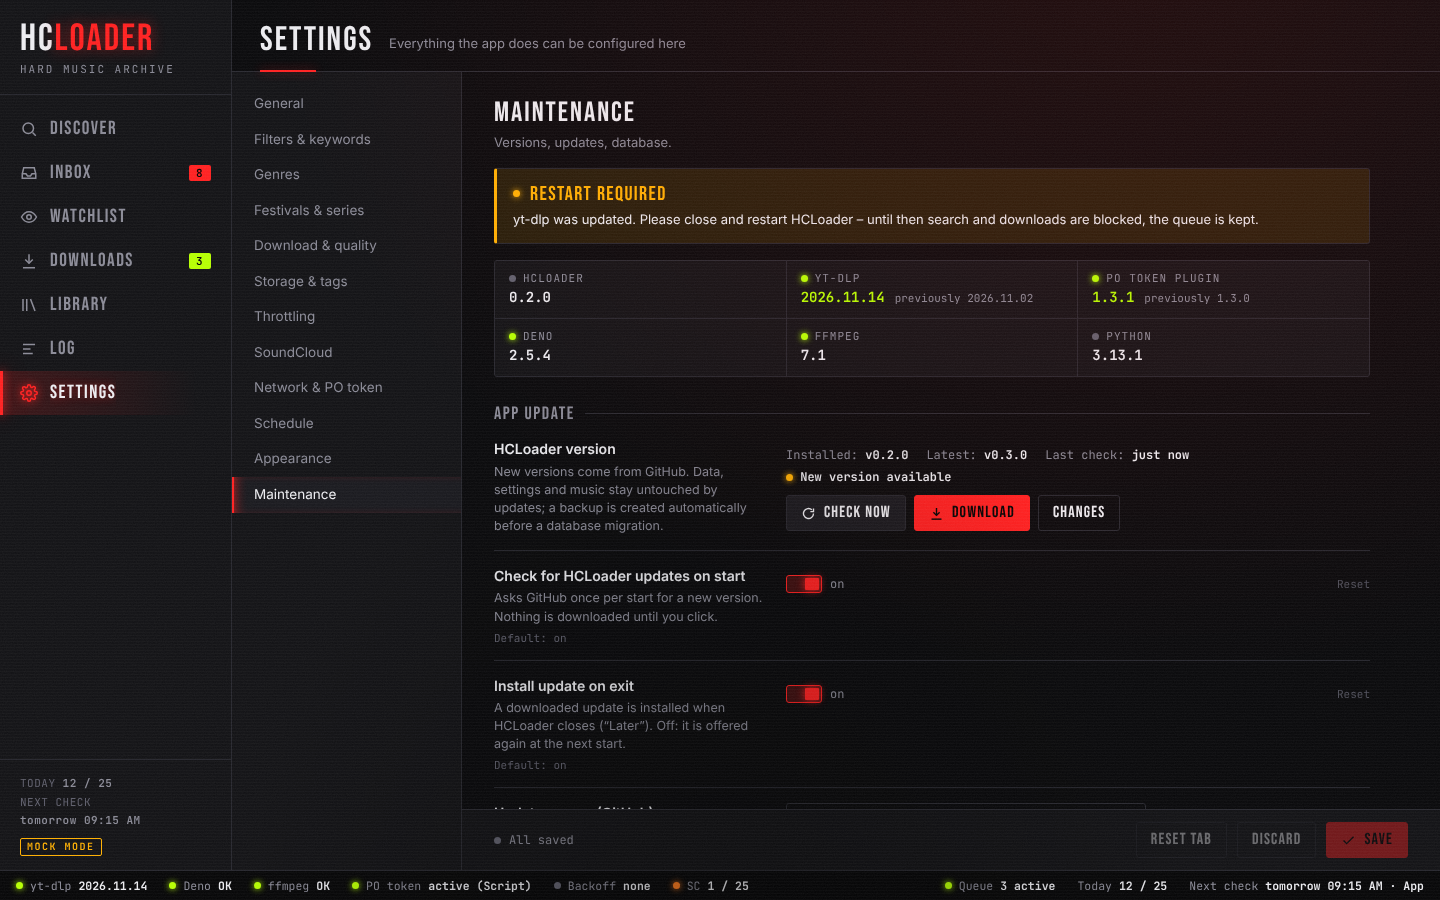 HCLOADER
HARD MUSIC ARCHIVE
DISCOVER
INBOX 8
WATCHLIST
DOWNLOADS 3
LIBRARY
LOG
SETTINGS
TODAY 12 / 25
NEXT CHECK
tomorrow 09:15 AM
MOCK MODE
SETTINGS Everything the app does can be configured here
General
Filters & keywords
Genres
Festivals & series
Download & quality
Storage & tags
Throttling
SoundCloud
Network & PO token
Schedule
Appearance
Maintenance
MAINTENANCE
Versions, updates, database.
RESTART REQUIRED
yt-dlp was updated. Please close and restart HCLoader – until then search and downloads are blocked, the queue is kept.
HCLOADER
0.2.0
YT-DLP
2026.11.14 previously 2026.11.02
PO TOKEN PLUGIN
1.3.1 previously 1.3.0
DENO
2.5.4
FFMPEG
7.1
PYTHON
3.13.1
APP UPDATE
HCLoader version
New versions come from GitHub. Data,
settings and music stay untouched by
updates; a backup is created automatically
before a database migration.
Installed: v0.2.0 Latest: v0.3.0 Last check: just now
New version available
CHECK NOW DOWNLOAD CHANGES
Check for HCLoader updates on start
Asks GitHub once per start for a new version.
Nothing is downloaded until you click.
Default: on
on Reset
Install update on exit
A downloaded update is installed when
HCLoader closes (“Later”). Off: it is offered
again at the next start.
Default: on
on Reset
All saved RESET TAB DISCARD SAVE
yt-dlp 2026.11.14 Deno OK ffmpeg OK PO token active (Script) Backoff none SC 1 / 25 Queue 3 active Today 12 / 25 Next check tomorrow 09:15 AM · App